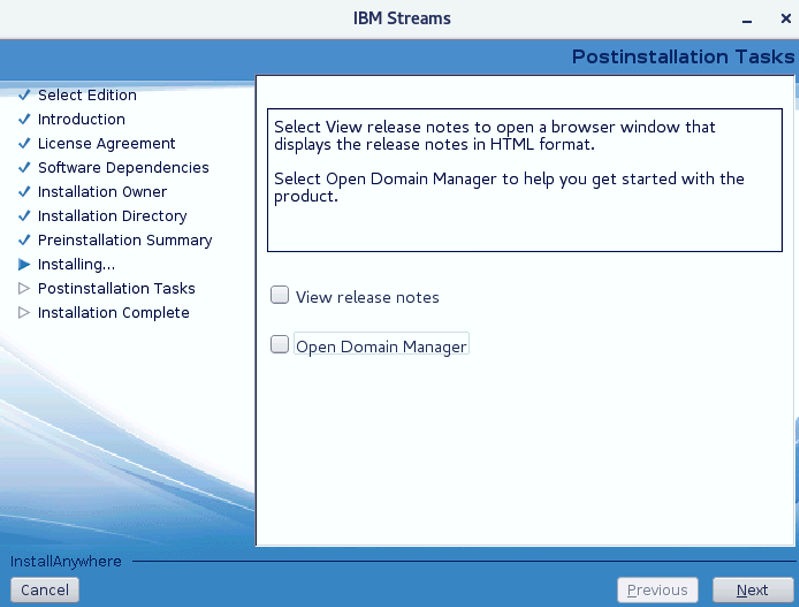 IBM Streams
Postinstallation Tasks
Select Edition
Introduction
License Agreement
Software Dependencies
Installation Owner
Installation Directory
Preinstallation Summary
Installing...
Postinstallation Tasks
Installation Complete
Select View release notes to open a browser window that
displays the release notes in HTML format.
Select Open Domain Manager to help you get started with the
product.
View release notes
Open Domain Manager
InstallAnywhere
Cancel
Previous
Next